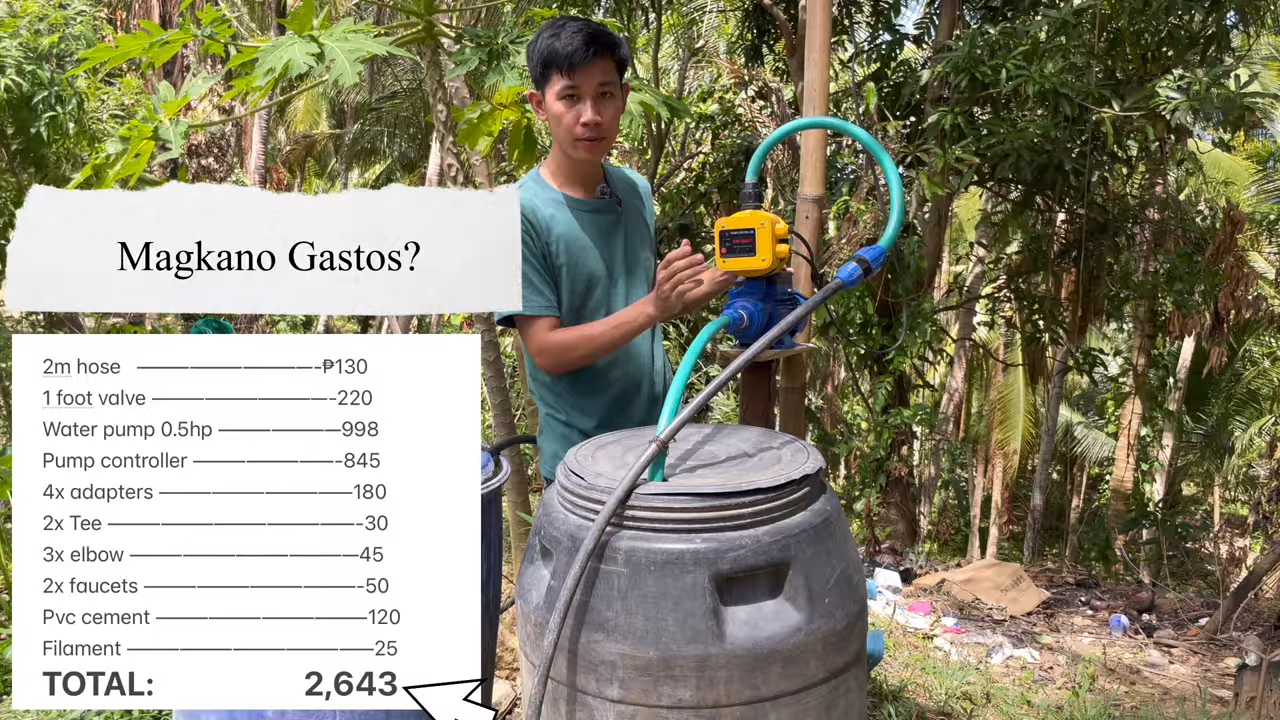 Magkano Gastos?
2m hose ——————————-₱130
1 foot valve ——————————-220
Water pump 0.5hp ———————998
Pump controller ————————-845
4x adapters ———————————180
2x Tee ——————————————-30
3x elbow —————————————45
2x faucets ————————————-50
Pvc cement ————————————120
Filament ——————————————25
TOTAL: 2,643